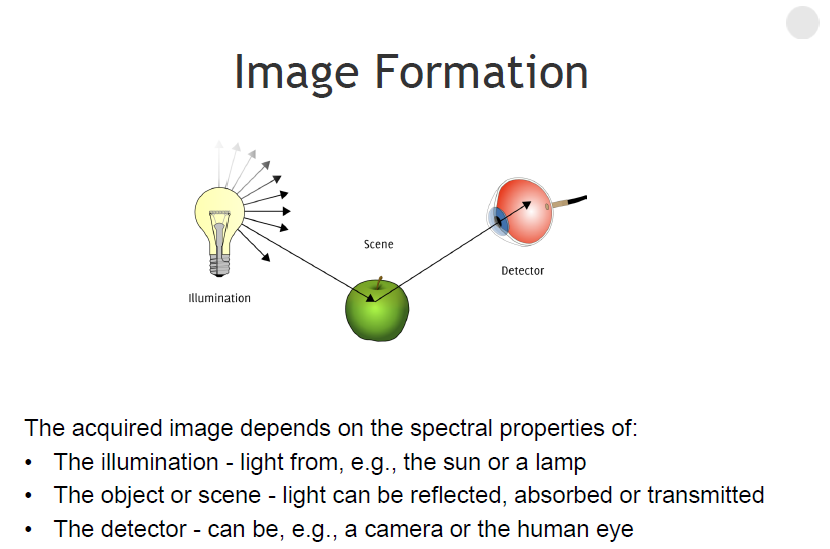 Image Formation
Scene
Detector
Illumination
The acquired image depends on the spectral properties of:
• The illumination - light from, e.g., the sun or a lamp
• The object or scene - light can be reflected, absorbed or transmitted
• The detector - can be, e.g., a camera or the human eye